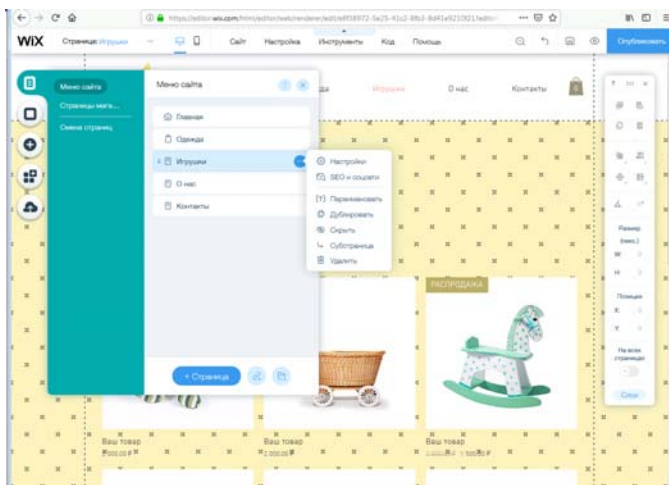 WiX Страница: Игрушки Сайт Настройка Инструменты Код Помощь Опубликовать
Игрушки О нас Контакты
Меню сайта
Страницы мага...
Смена страниц
Меню сайта
Главная
Одежда
Игрушки
О нас
Контакты
+ Страница
Настройки
SEO и соцсети
Переименовать
Дублировать
Скрыть
Субстраница
Удалить
РАСПРОДАЖА
Ваш товар
Ваш товар
Ваш товар
Размер
(пикс.)
W:
H:
Позиция
X:
Y:
На всех
страницах